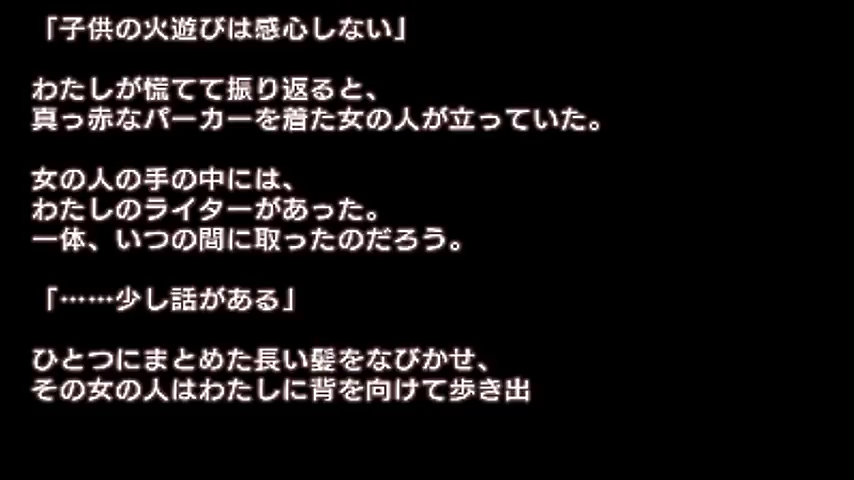 「子供の火遊びは感心しない」
わたしが慌てて振り返ると、
真っ赤なパーカーを着た女の人が立っていた。
女の人の手の中には、
わたしのライターがあった。
一体、いつの間に取ったのだろう。
「……少し話がある」
ひとつにまとめた長い髪をなびかせ、
その女の人はわたしに背を向けて歩き出